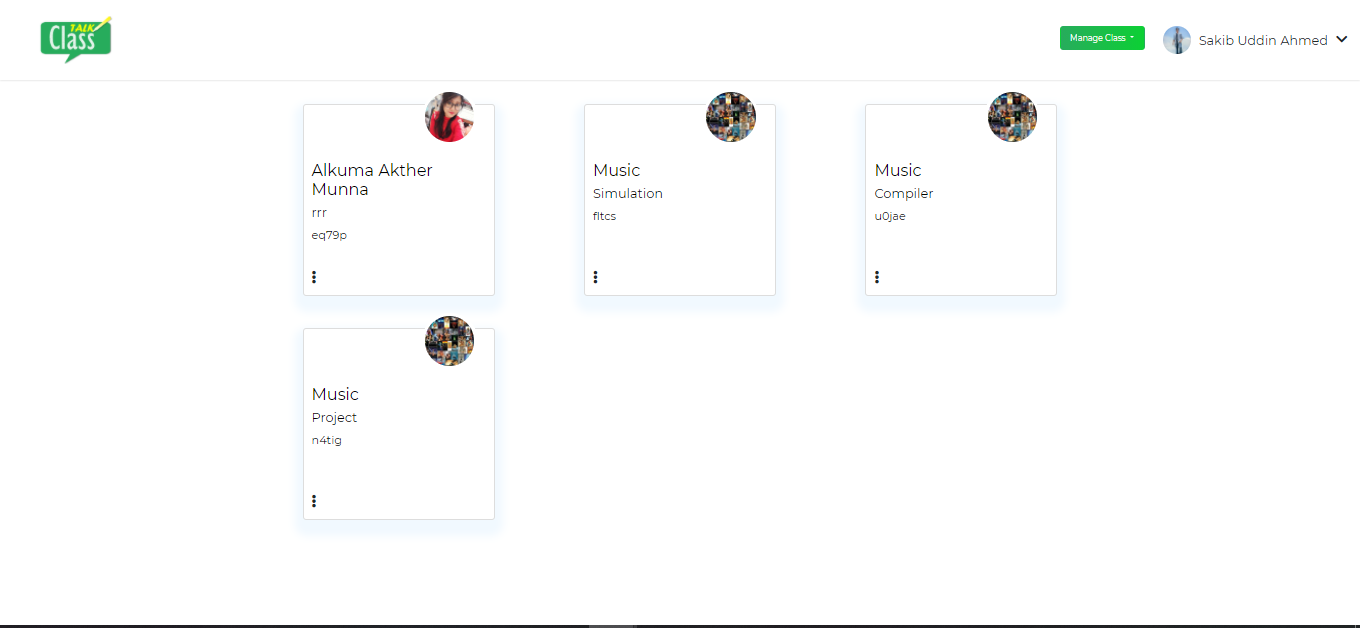 TALK
Class
Manage Class
Sakib Uddin Ahmed
Alkuma Akther
Munna
rrr
eq79p
Music
Simulation
fltcs
Music
Compiler
u0jae
Music
Project
n4tig